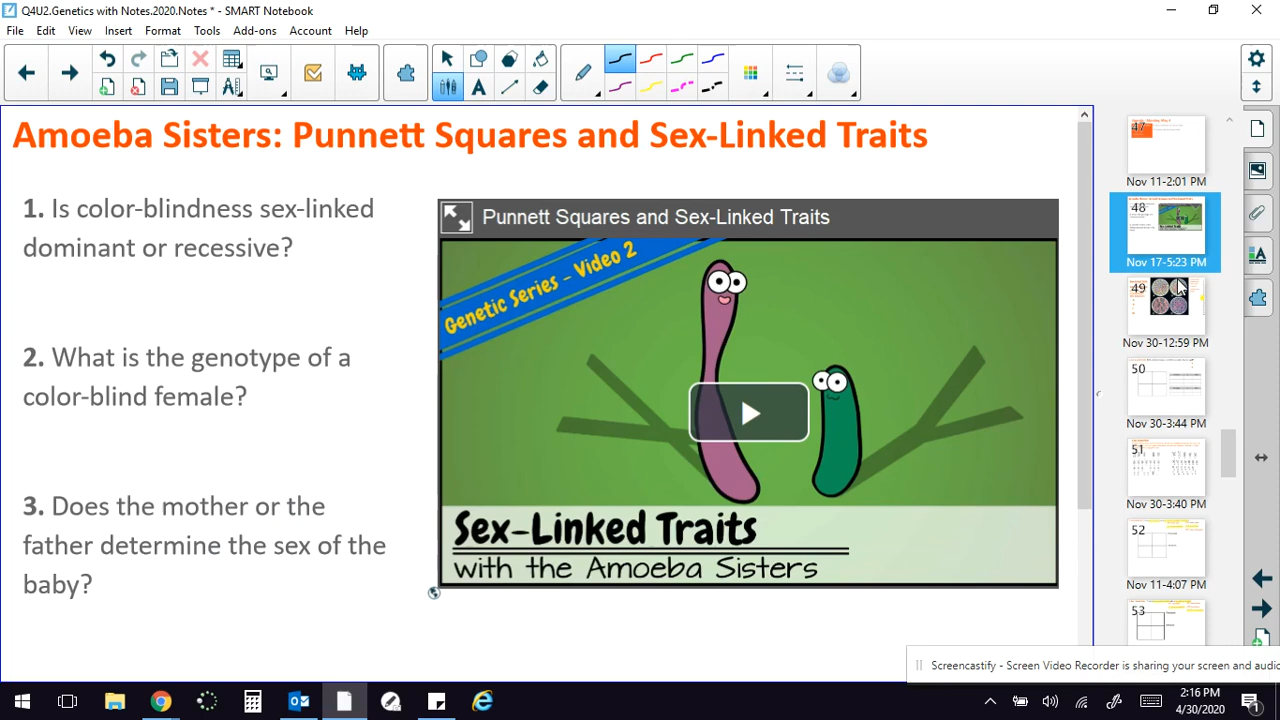 Q4U2.Genetics with Notes.2020.Notes * - SMART Notebook
File Edit View Insert Format Tools Add-ons Account Help
Amoeba Sisters: Punnett Squares and Sex-Linked Traits
1. Is color-blindness sex-linked
dominant or recessive?
2. What is the genotype of a
color-blind female?
3. Does the mother or the
father determine the sex of the
baby?
Punnett Squares and Sex-Linked Traits
Genetic Series - Video 2
Sex-Linked Traits
with the Amoeba Sisters
47
Nov 11-2:01 PM
48
Nov 17-5:23 PM
49
Nov 30-12:59 PM
50
Nov 30-3:44 PM
51
Nov 30-3:40 PM
52
Nov 11-4:07 PM
53
Screencastify - Screen Video Recorder is sharing your screen and audio
2:16 PM
4/30/2020
1